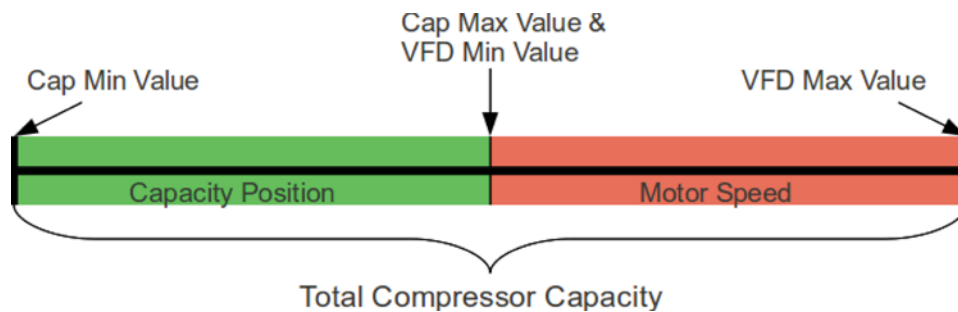 Cap Max Value &
VFD Min Value
Cap Min Value
VFD Max Value
Capacity Position
Motor Speed
Total Compressor Capacity